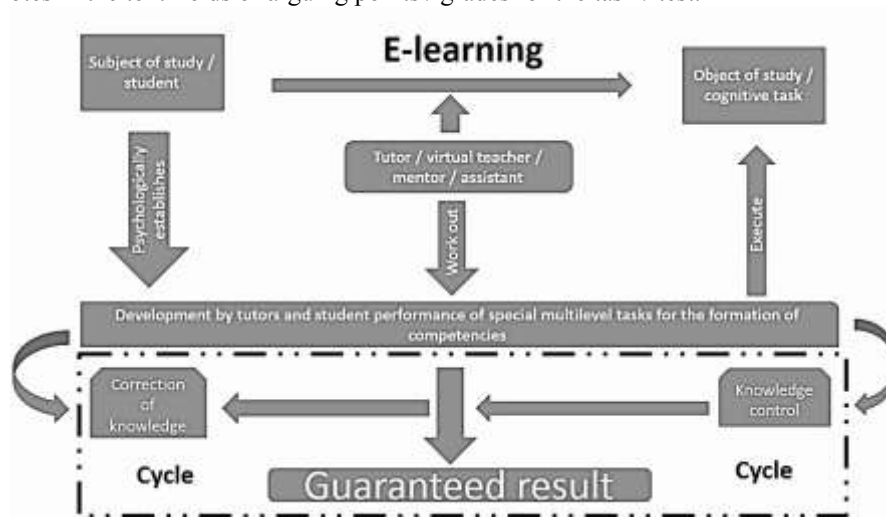 E-learning
Subject of study /
student
Object of study /
cognitive task
Tutor / virtual teacher /
mentor / assistant
Psychologically
establishes
Work out
Execute
Development by tutors and student performance of special multilevel tasks for the formation of
competencies
Correction
of
knowledge
Knowledge
control
Cycle
Cycle
Guaranteed result